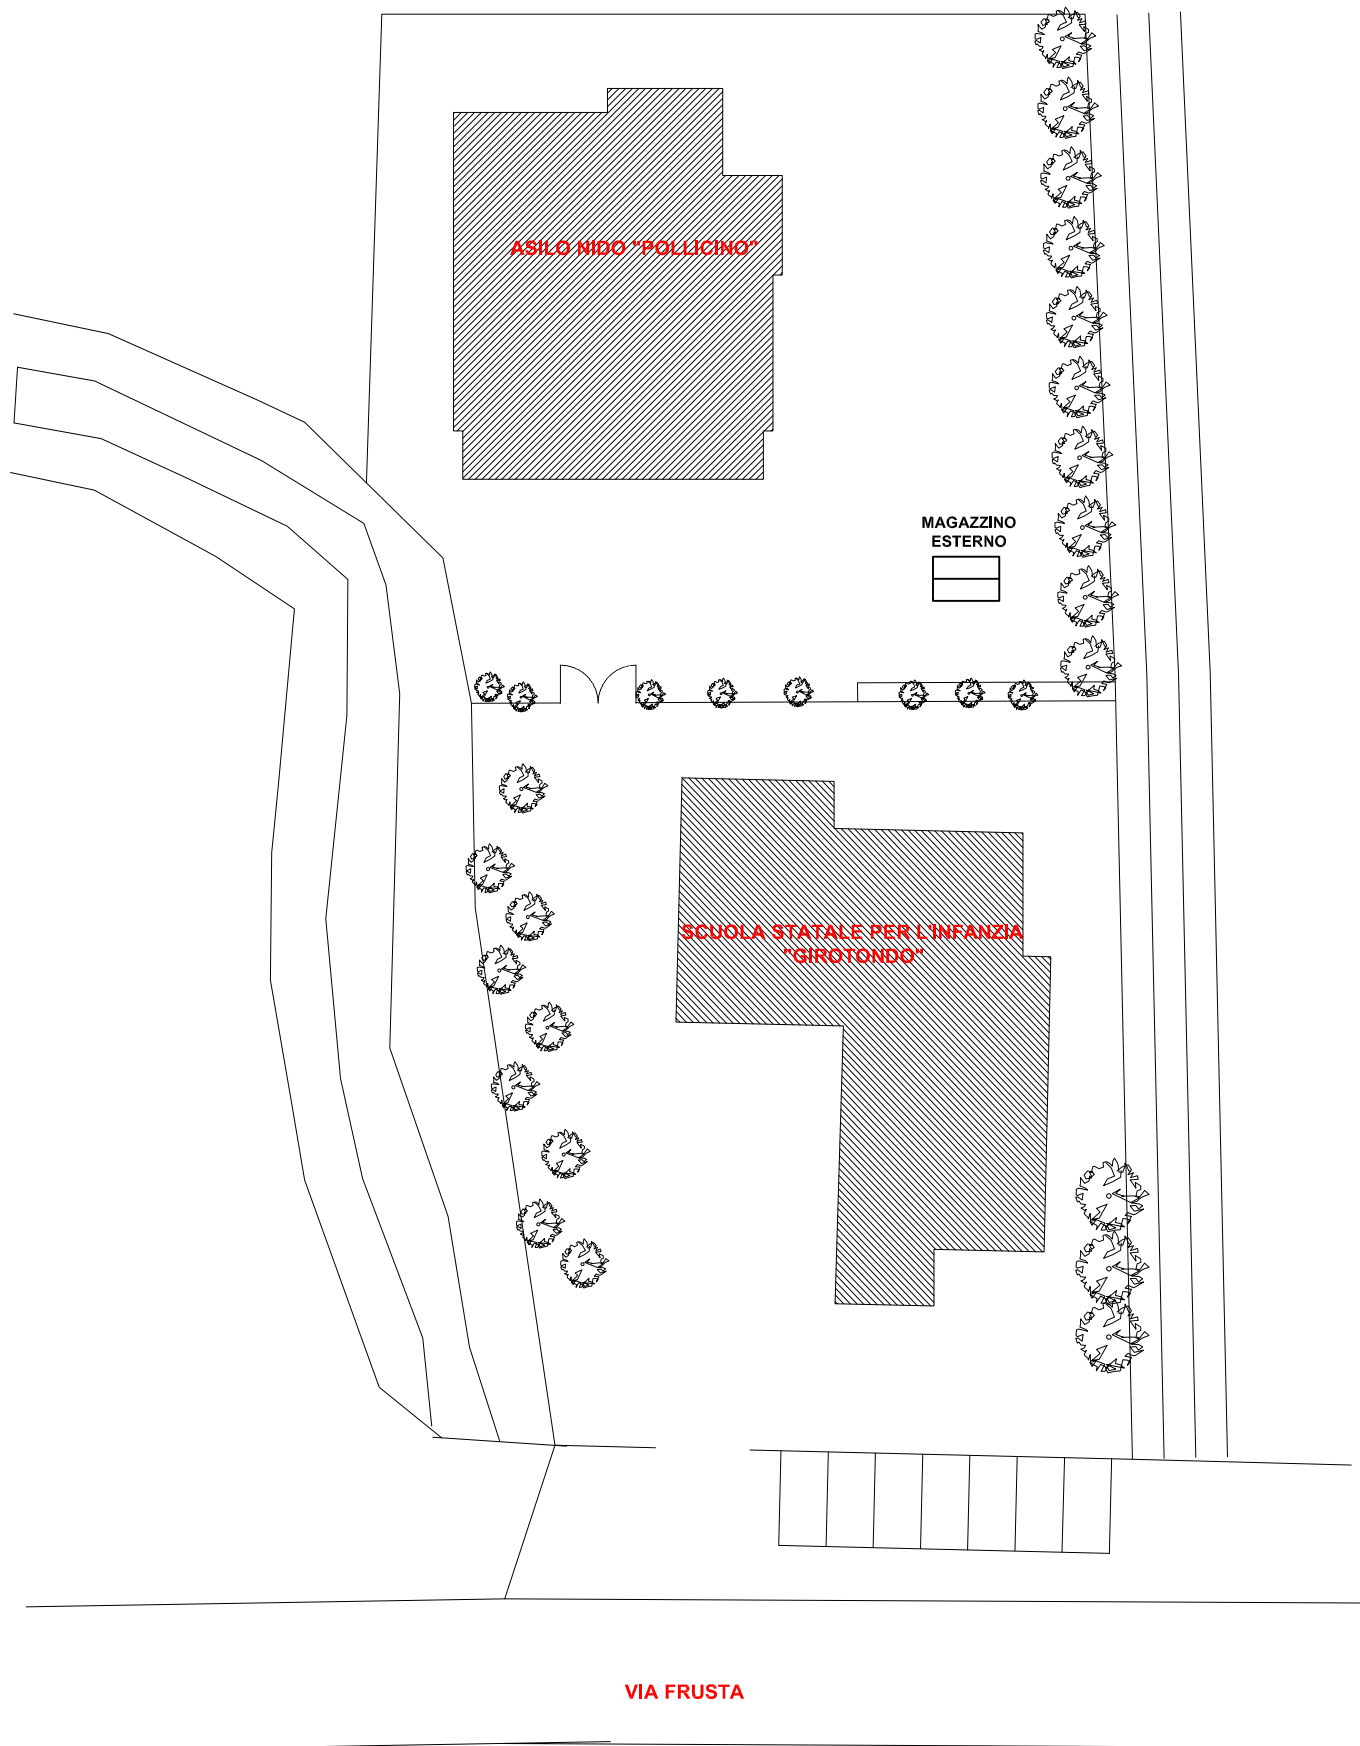 ASILO NIDO "POLLICINO"
MAGAZZINO
ESTERNO
SCUOLA STATALE PER L'INFANZIA
"GIROTONDO"
VIA FRUSTA